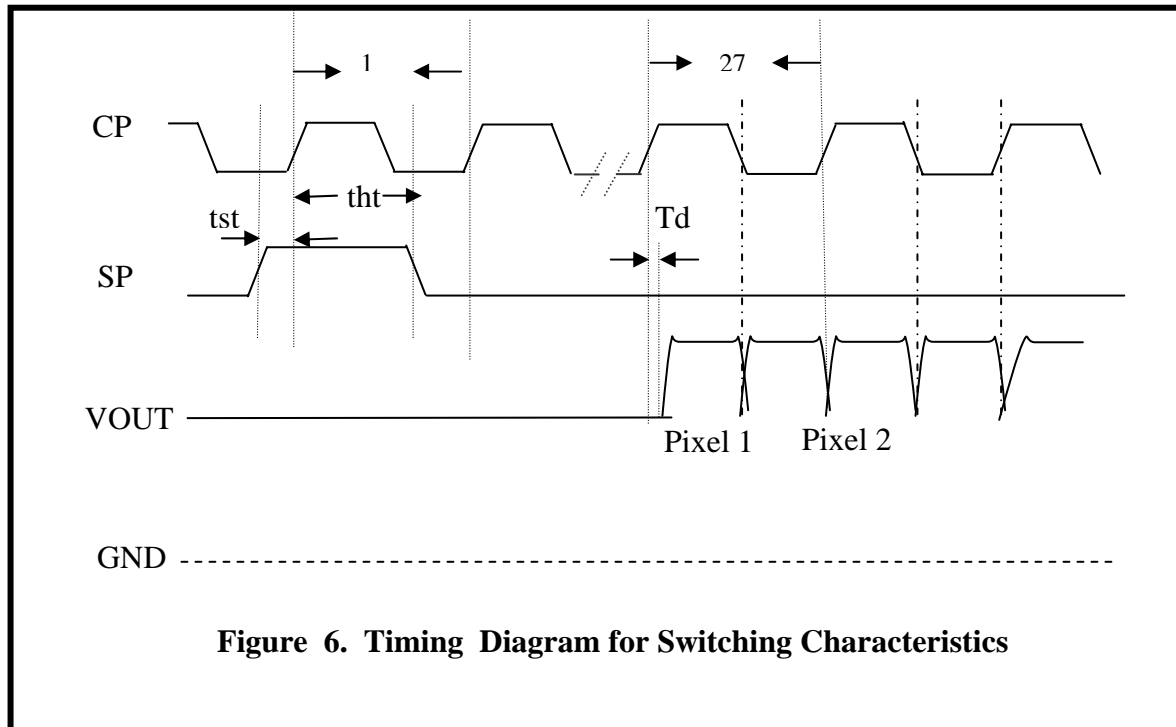 1
27
CP
tht
tst
Td
SP
VOUT
Pixel 1
Pixel 2
GND
Figure 6. Timing Diagram for Switching Characteristics